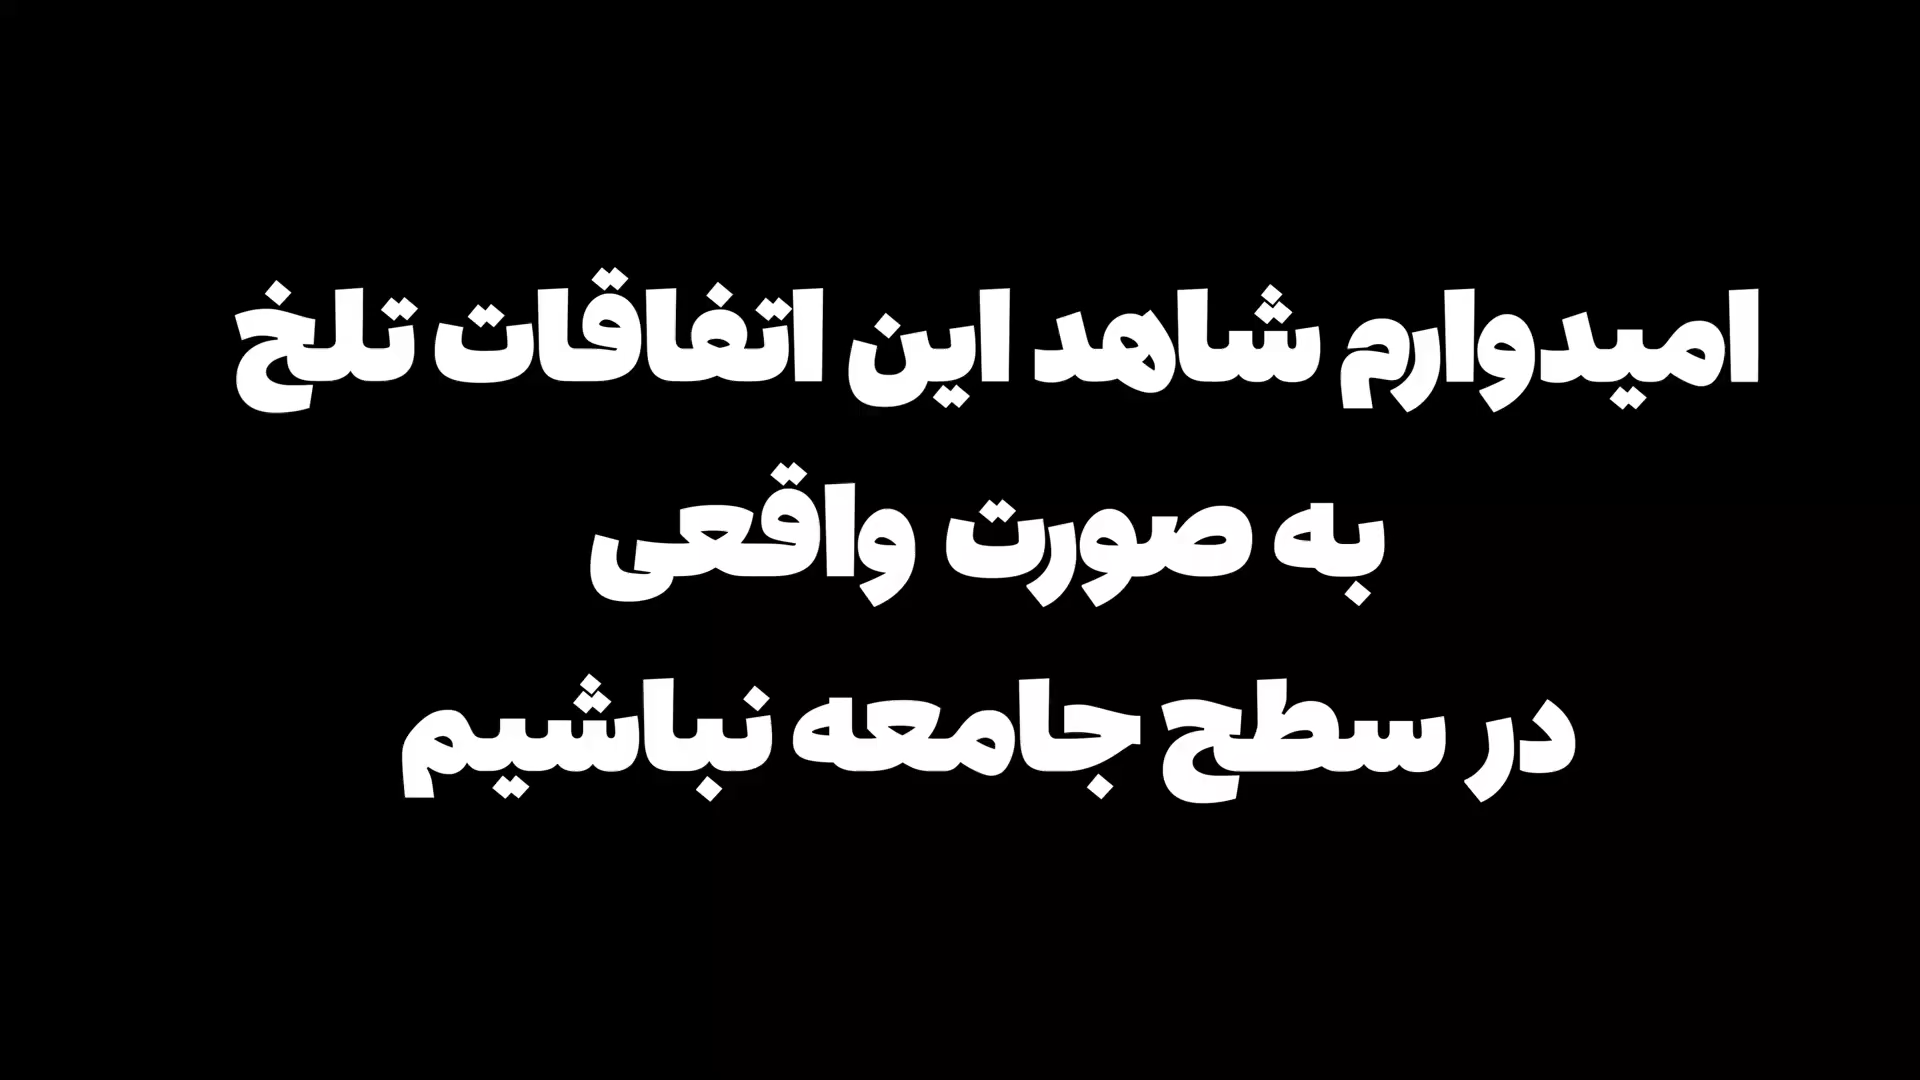 امیدوارم شاهد این اتفاقات تلخ
به صورت واقعی
در سطح جامعه نباشیم